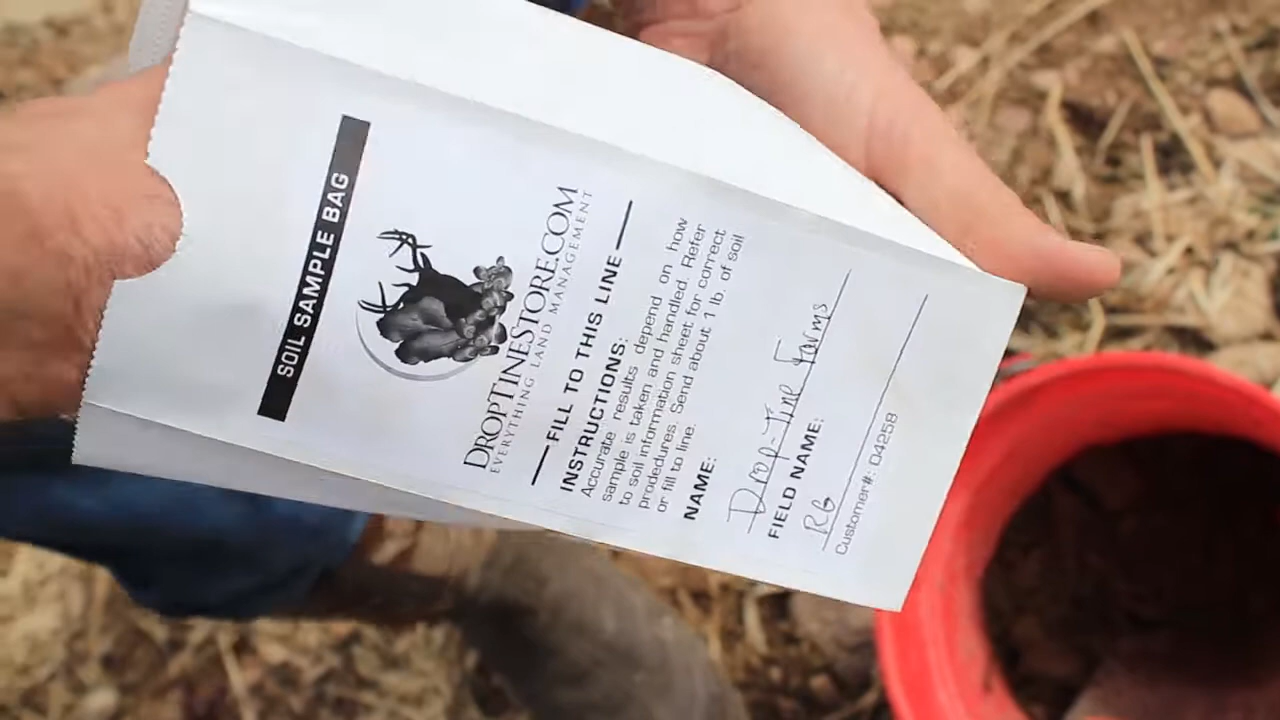 SOIL SAMPLE BAG
DROPTINESTORE.COM
EVERYTHING LAND MANAGEMENT
FILL TO THIS LINE
INSTRUCTIONS:
Accurate results depend on how
sample is taken and handled. Refer
to soil information sheet for correct
prodedures. Send about 1 lb. of soil
or fill to line.
NAME:
Drop-Tine Farms
FIELD NAME:
RG
Customer#: 04258